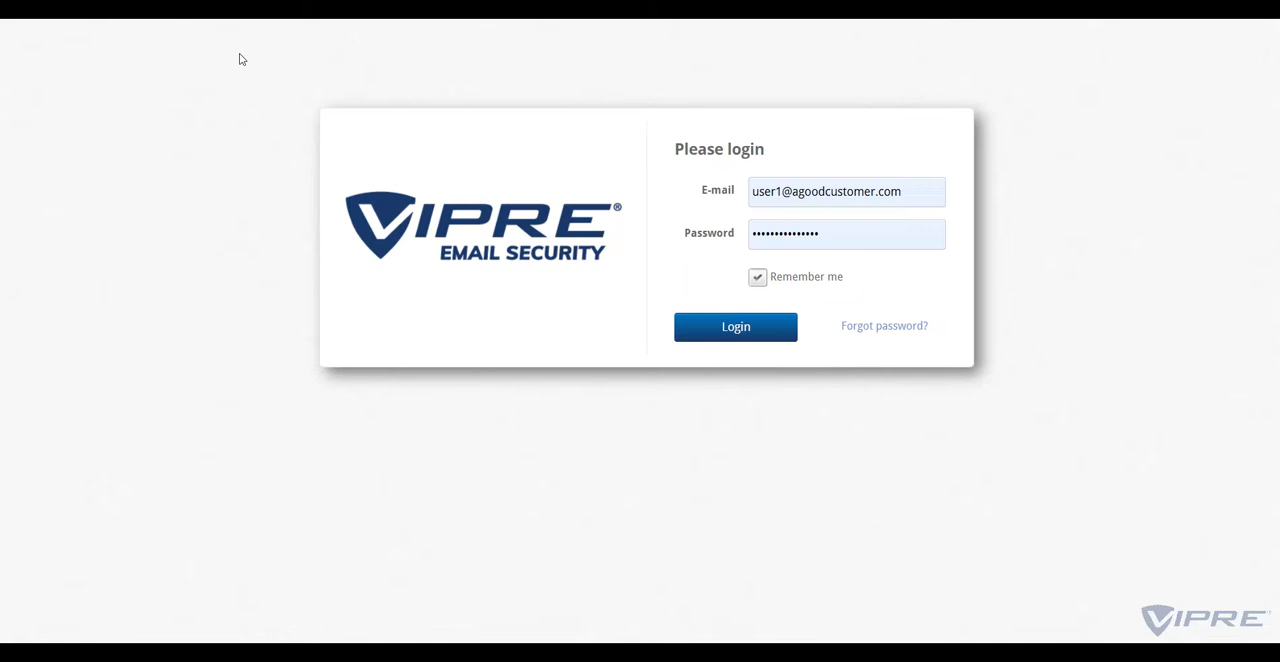 Please login
E-mail
user1@agoodcustomer.com
VIPRE®
EMAIL SECURITY
Password
•••••••••••••••
Remember me
Login
Forgot password?
VIPRE